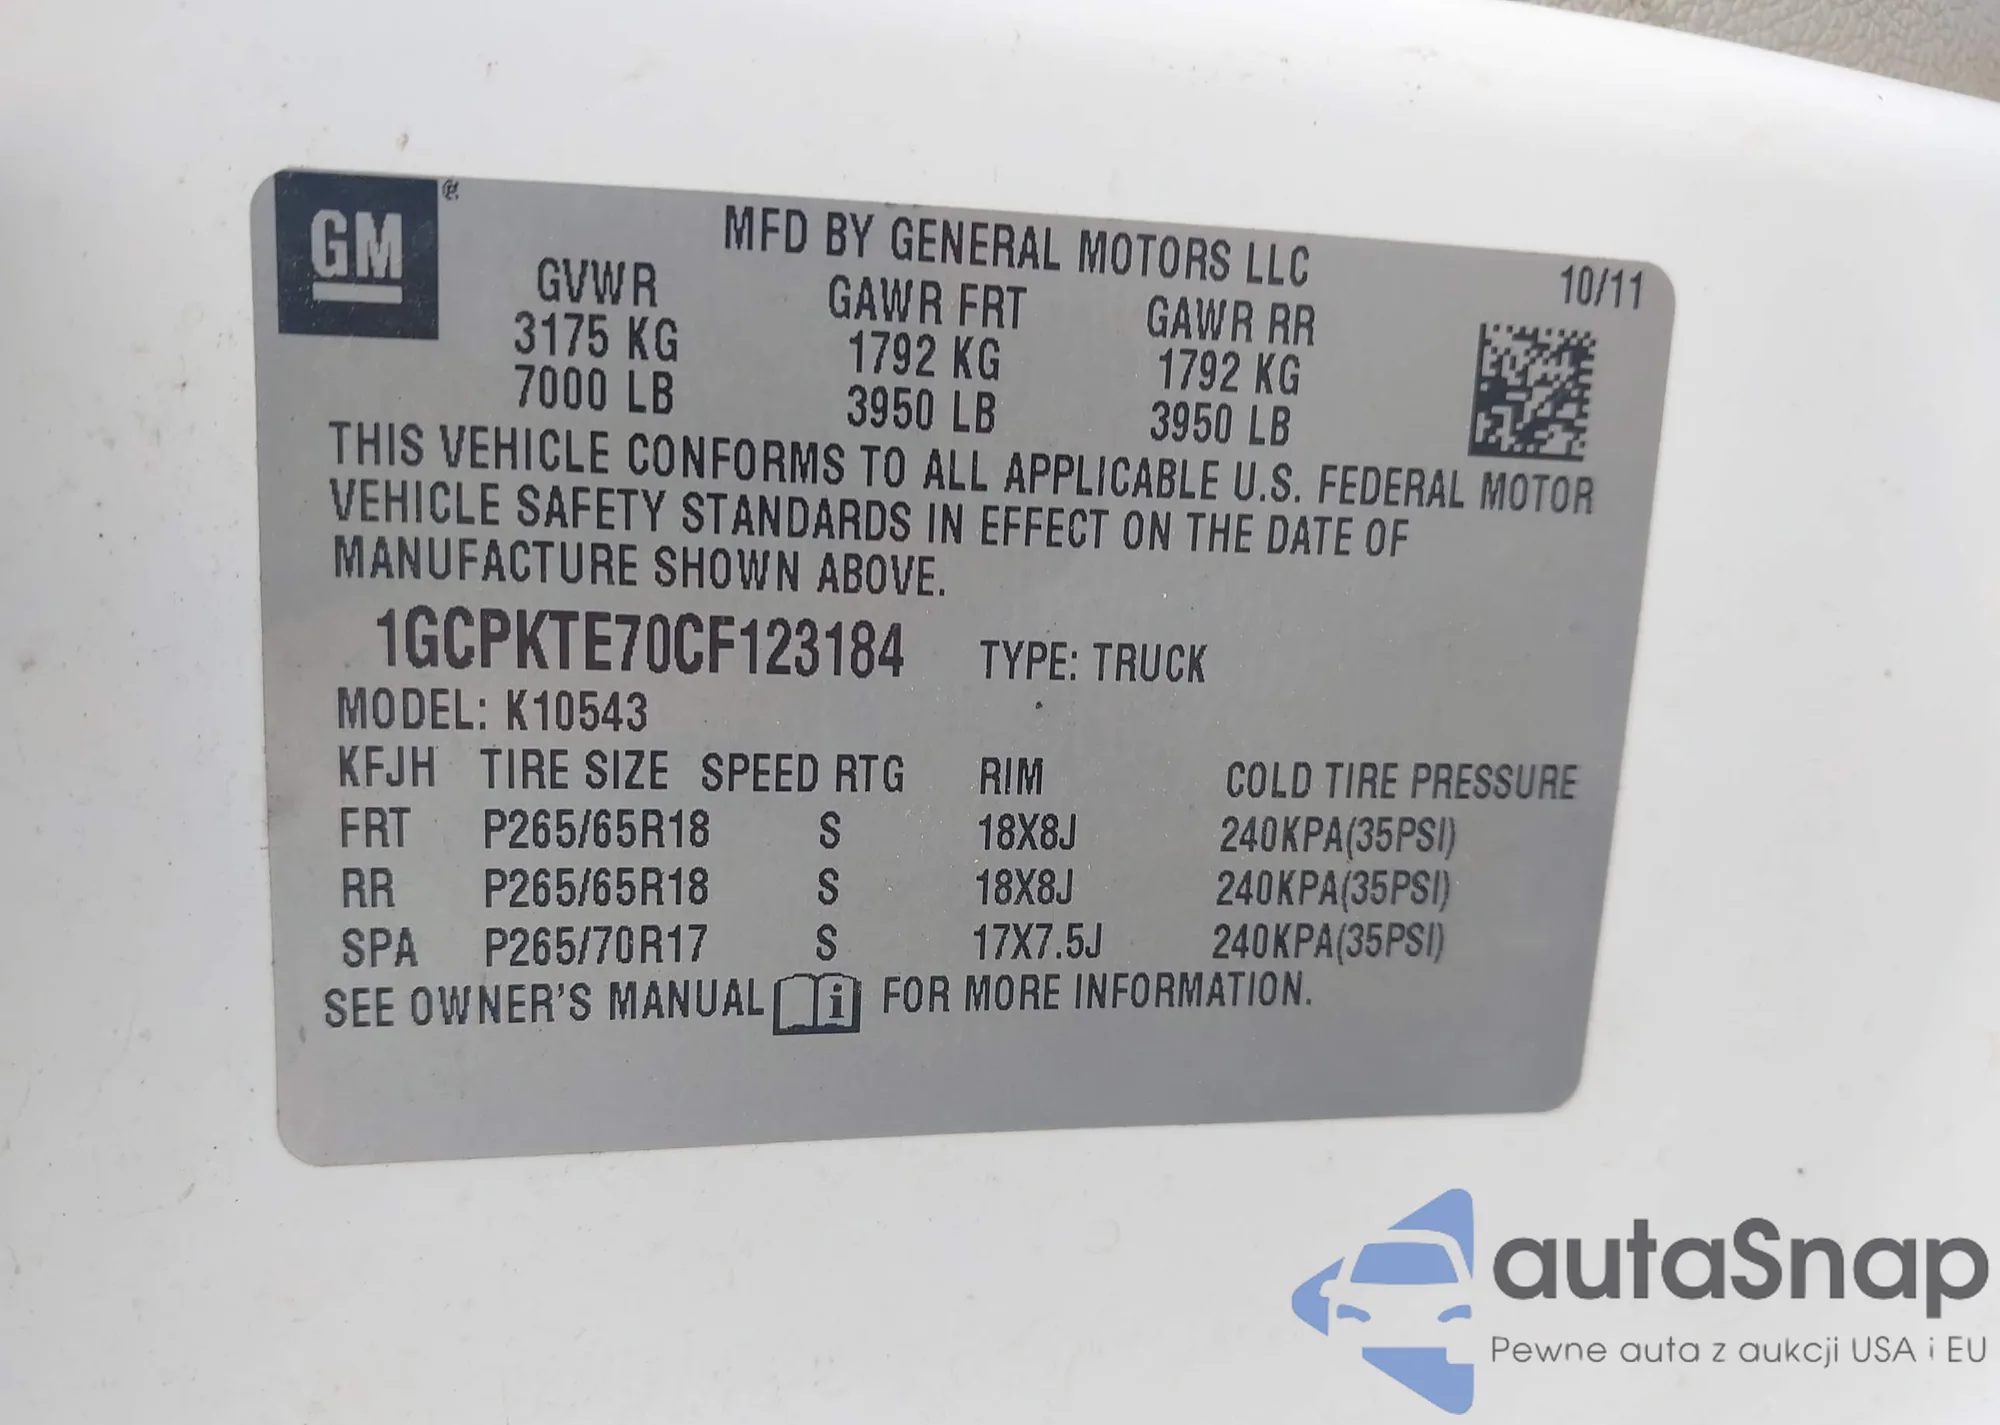 GM ®
MFD BY GENERAL MOTORS LLC
10/11
GVWR GAWR FRT GAWR RR
3175 KG 1792 KG 1792 KG
7000 LB 3950 LB 3950 LB
THIS VEHICLE CONFORMS TO ALL APPLICABLE U.S. FEDERAL MOTOR
VEHICLE SAFETY STANDARDS IN EFFECT ON THE DATE OF
MANUFACTURE SHOWN ABOVE.
1GCPKTE70CF123184 TYPE: TRUCK
MODEL: K10543
KFJH TIRE SIZE SPEED RTG RIM COLD TIRE PRESSURE
FRT P265/65R18 S 18X8J 240KPA(35PSI)
RR P265/65R18 S 18X8J 240KPA(35PSI)
SPA P265/70R17 S 17X7.5J 240KPA(35PSI)
SEE OWNER'S MANUAL i FOR MORE INFORMATION.
autaSnap
Pewne auta z aukcji USA i EU